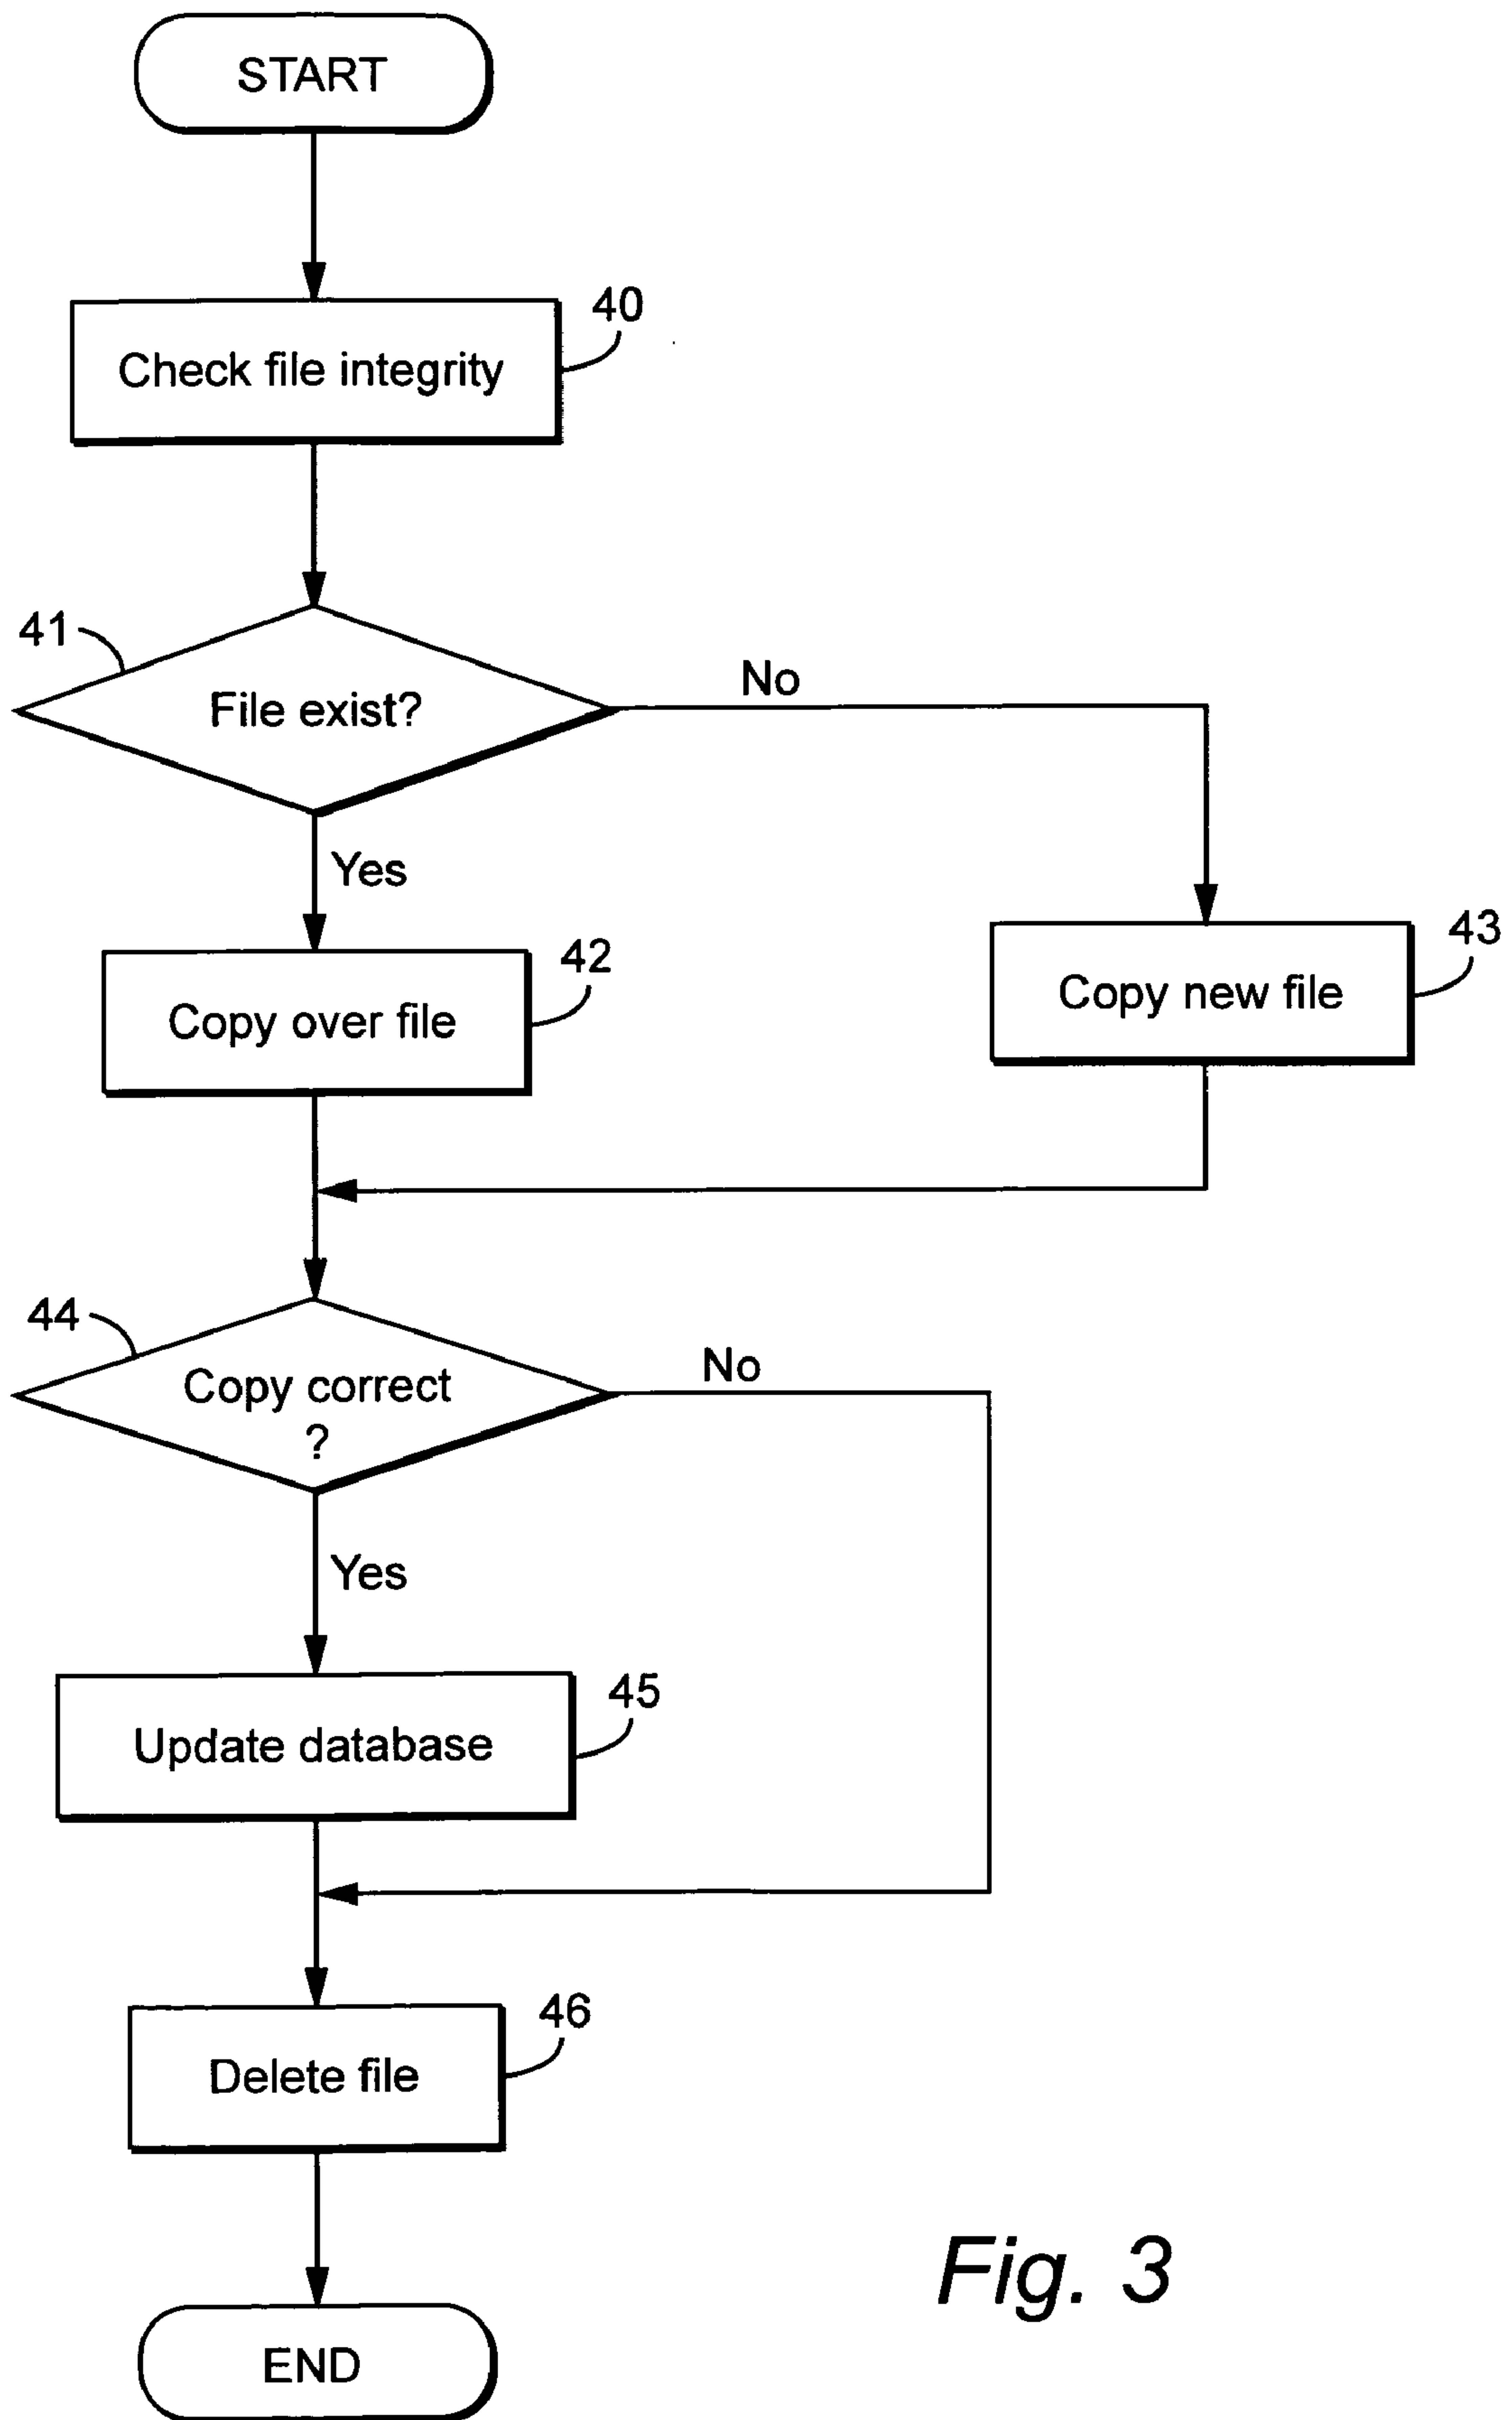 START
40
Check file integrity
41
File exist?
No
Yes
42
Copy over file
43
Copy new file
44
Copy correct
?
No
Yes
45
Update database
46
Delete file
Fig. 3
END